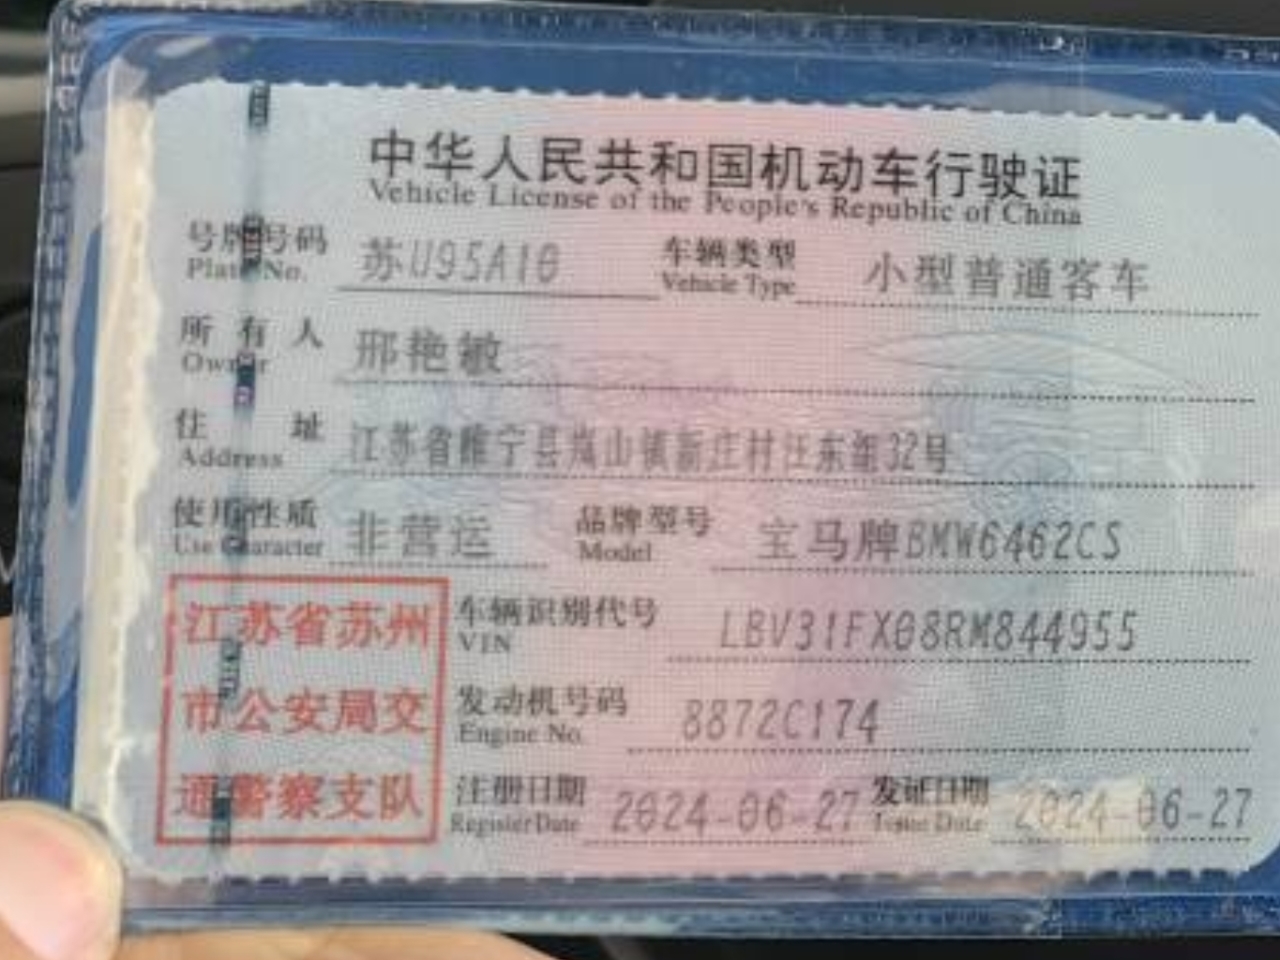 中华人民共和国机动车行驶证
Vehicle License of the People's Republic of China
号牌号码 苏U95A10 车辆类型 小型普通客车
Plate No. Vehicle Type
所有人 邢艳敏
Owner
住址 江苏省睢宁县岚山镇新庄村汪东组32号
Address
使用性质 非营运 品牌型号 宝马牌BMW6462CS
Use Character Model
江苏省苏州
市公安局交
通警察支队
车辆识别代号 LBV31FX08RM844955
VIN
发动机号码 8872C174
Engine No.
注册日期 2024-06-27 发证日期 2024-06-27
Register Date Issue Date